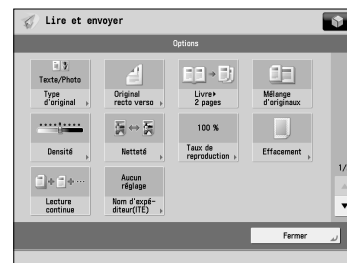 Lire et envoyer
Options
Texte/Photo
Type
d'original
Original
recto verso
Livre▸
2 pages
Mélange
d'originaux
Densité
Netteté
100 %
Taux de
reproduction
Effacement
1/
Lecture
continue
Aucun
réglage
Nom d'expé-
diteur(ITE)
Fermer